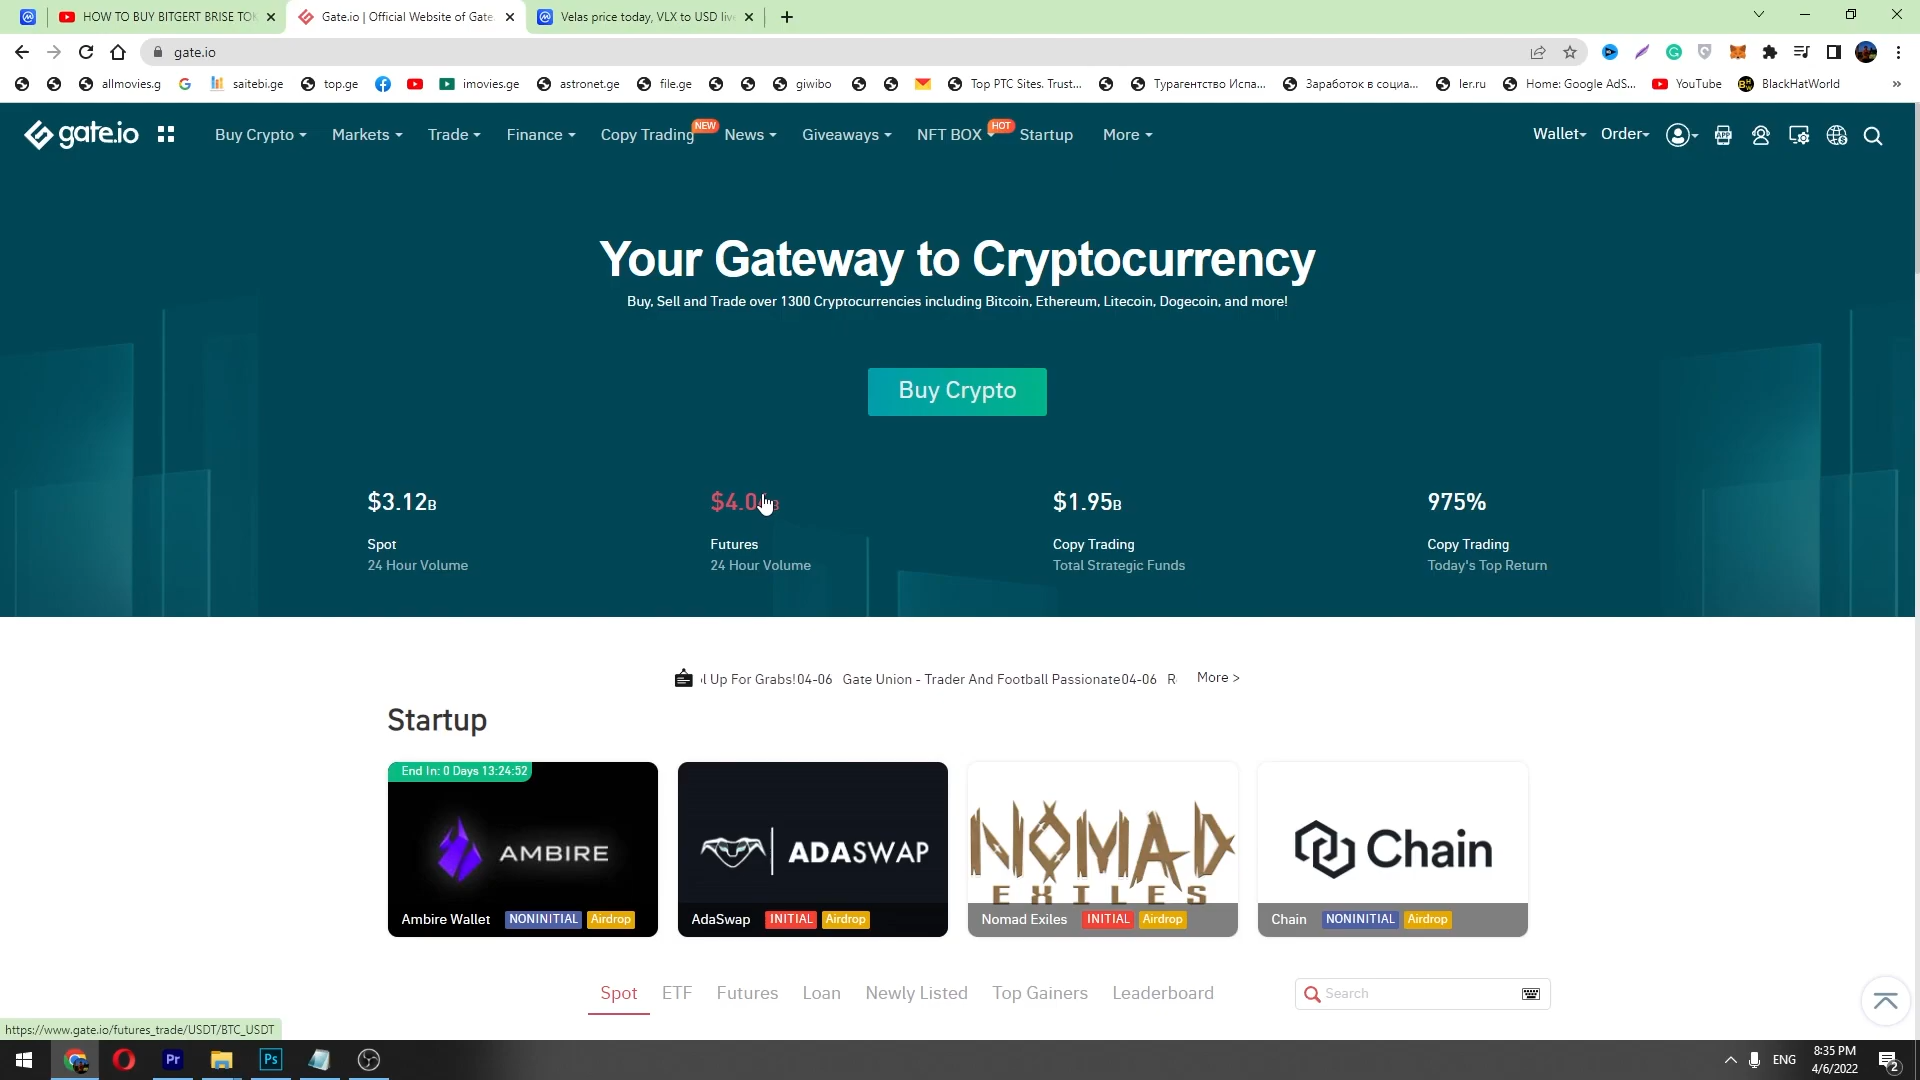 HOW TO BUY BITGERT BRISE TOK
Gate.io | Official Website of Gate.
Velas price today, VLX to USD live
gate.io
allmovies.g
saitebi.ge
top.ge
imovies.ge
astronet.ge
file.ge
giwibo
Top PTC Sites. Trust...
Турагентство Испа...
Заработок в социа...
ler.ru
Home: Google AdS...
YouTube
BlackHatWorld
»
gate.io
Buy Crypto
Markets
Trade
Finance
Copy Trading
NEW
News
Giveaways
NFT BOX
HOT
Startup
More
Wallet
Order
APP
Your Gateway to Cryptocurrency
Buy, Sell and Trade over 1300 Cryptocurrencies including Bitcoin, Ethereum, Litecoin, Dogecoin, and more!
Buy Crypto
$3.12B
$1.95B
975%
Spot
Futures
Copy Trading
Copy Trading
24 Hour Volume
24 Hour Volume
Total Strategic Funds
Today's Top Return
l Up For Grabs!04-06 Gate Union - Trader And Football Passionate04-06
More >
Startup
End In: 0 Days 13:24:52
AMBIRE
ADASWAP
NOMAD
EXILES
Chain
Ambire Wallet NONINITIAL Airdrop
AdaSwap INITIAL Airdrop
Nomad Exiles INITIAL Airdrop
Chain NONINITIAL Airdrop
Spot
ETF
Futures
Loan
Newly Listed
Top Gainers
Leaderboard
Search
https://www.gate.io/futures_trade/USDT/BTC_USDT
Pr
Ps
ENG
8:35 PM
4/6/2022
2